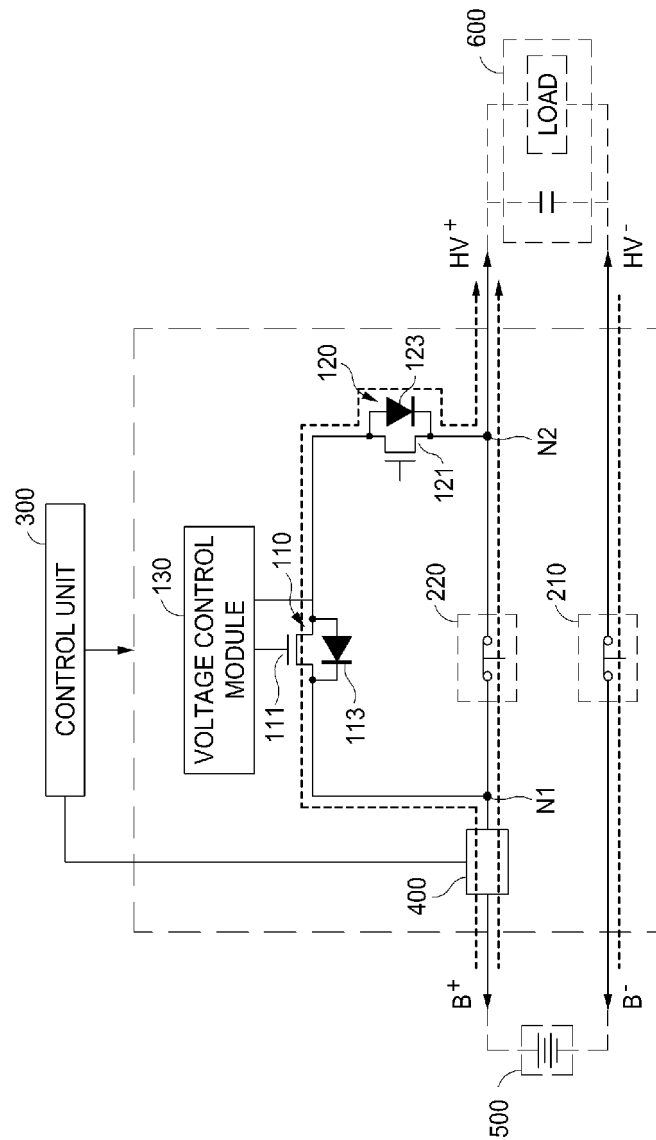 300
CONTROL UNIT
130
VOLTAGE CONTROL
MODULE
110
111
113
120
123
121
N1
N2
220
210
400
B+
B-
HV+
HV-
500
600
LOAD